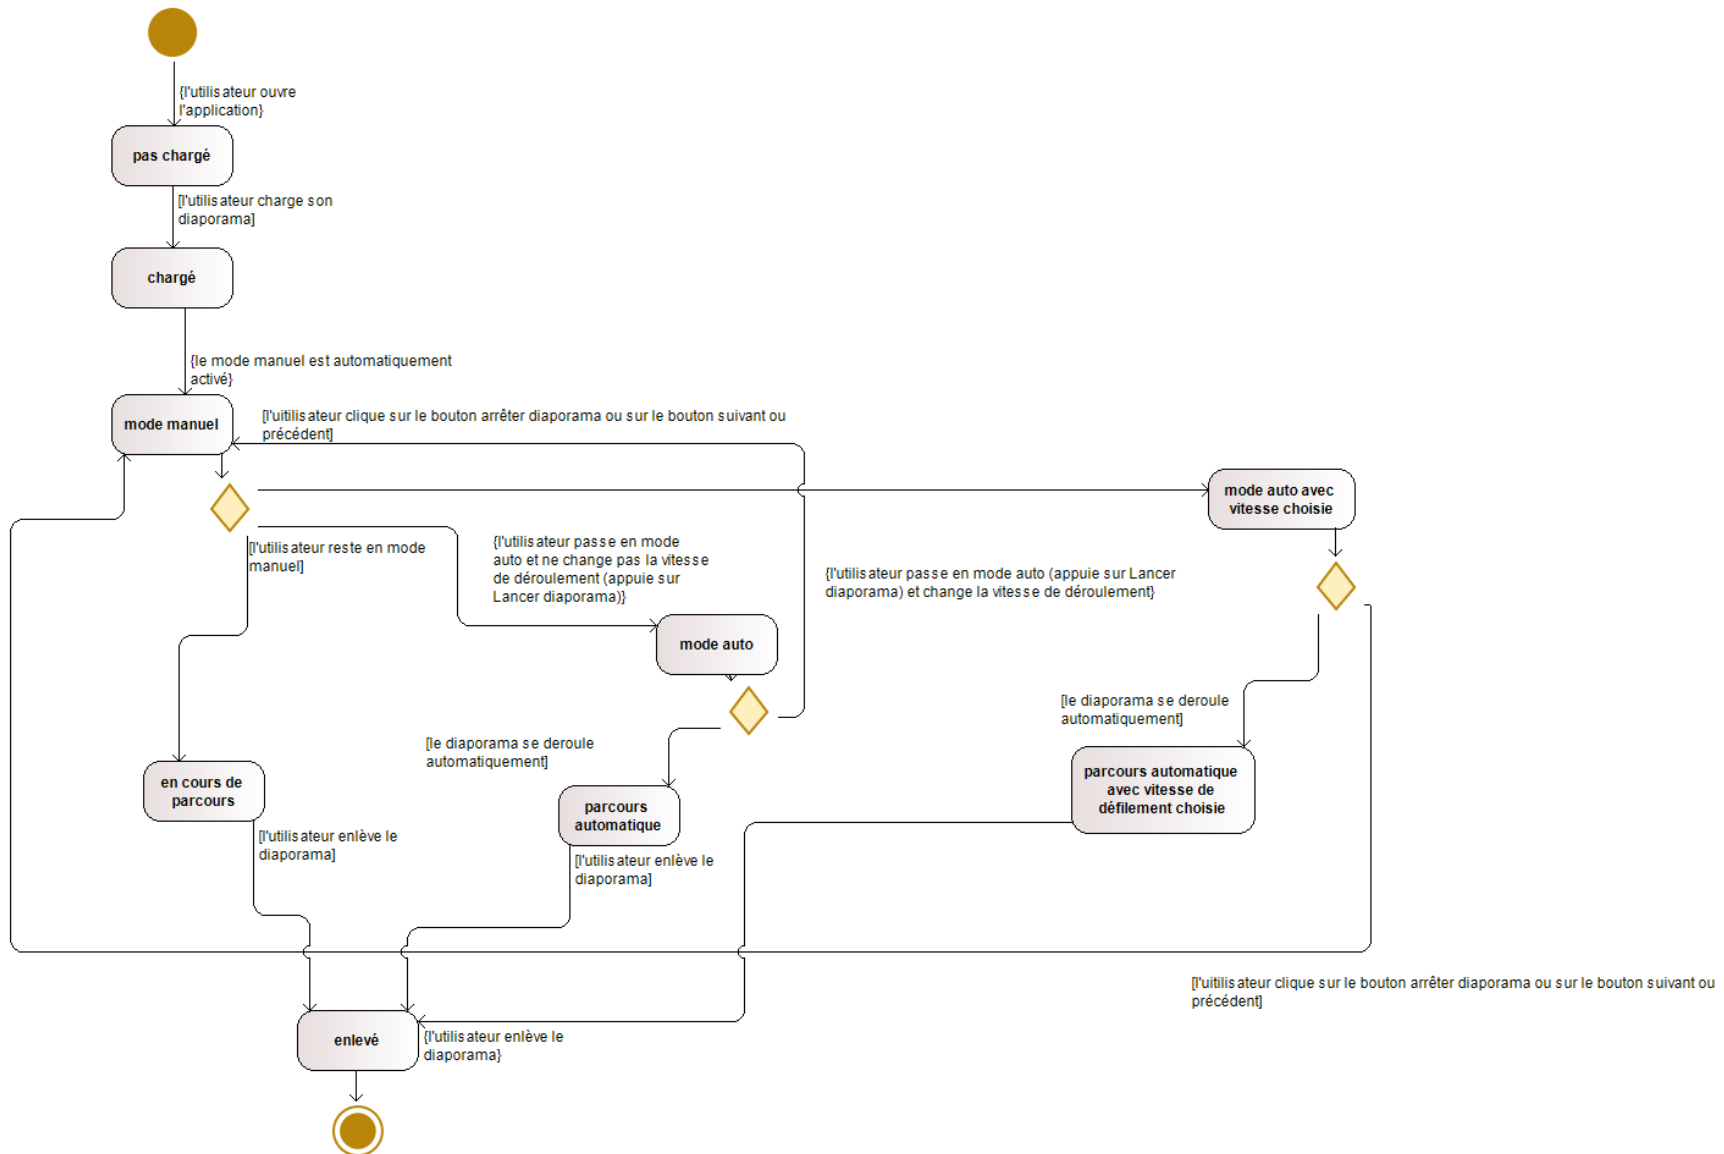 {l'utilisateur ouvre
l'application}
pas chargé
[l'utilisateur charge son
diaporama]
chargé
{le mode manuel est automatiquement
activé}
mode manuel
[l'uitilisateur clique sur le bouton arrêter diaporama ou sur le bouton suivant ou
précédent]
mode auto avec
vitesse choisie
[l'utilisateur reste en mode
manuel]
{l'utilisateur passe en mode
auto et ne change pas la vitesse
de déroulement (appuie sur
Lancer diaporama)}
{l'utilisateur passe en mode auto (appuie sur Lancer
diaporama) et change la vitesse de déroulement}
mode auto
[le diaporama se deroule
automatiquement]
[le diaporama se deroule
automatiquement]
en cours de
parcours
parcours
automatique
parcours automatique
avec vitesse de
défilement choisie
[l'utilisateur enlève le
diaporama]
[l'utilisateur enlève le
diaporama]
[l'uitilisateur clique sur le bouton arrêter diaporama ou sur le bouton suivant ou
précédent]
enlevé
{l'utilisateur enlève le
diaporama}